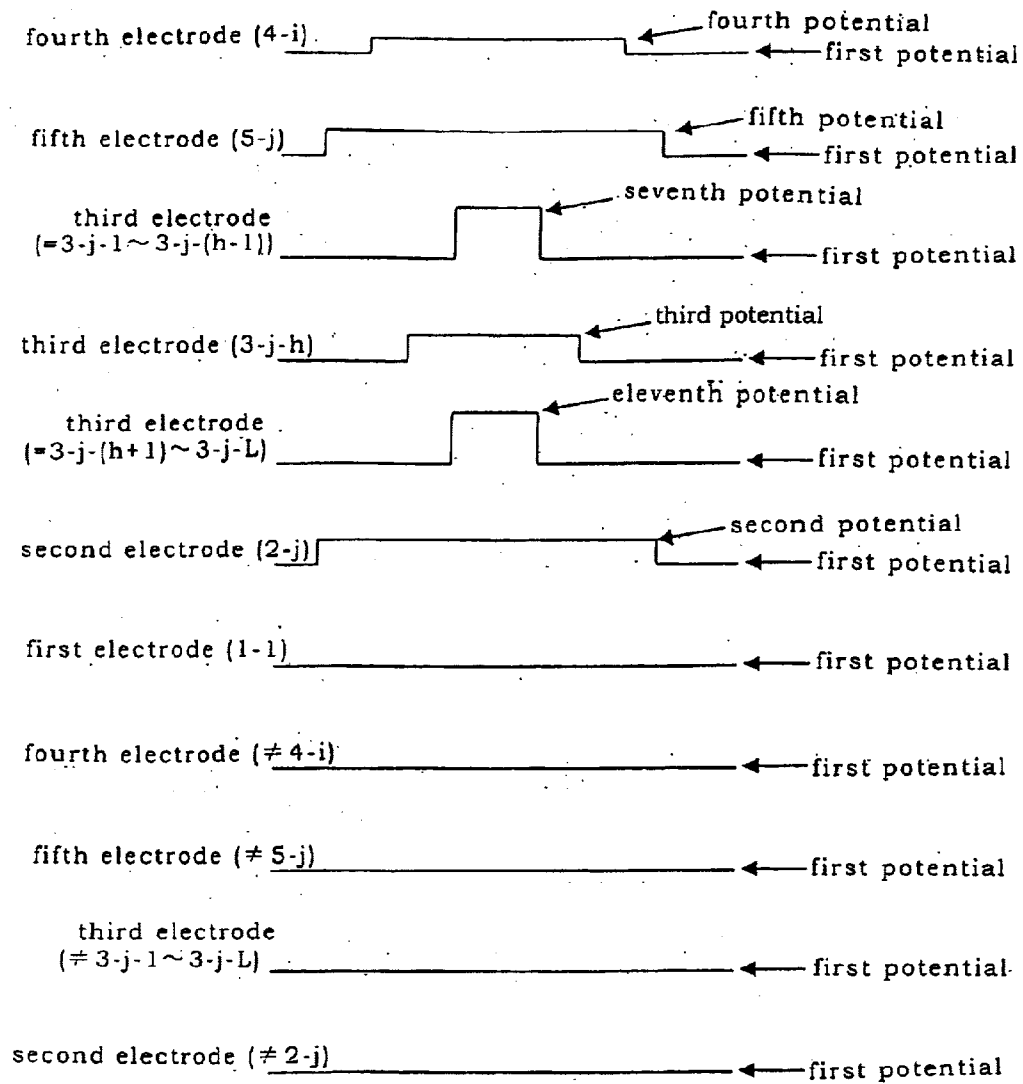 fourth electrode (4-i)
fourth potential
first potential
fifth electrode (5-j)
fifth potential
first potential
third electrode
(=3-j-1~3-j-(h-1))
seventh potential
first potential
third electrode (3-j-h)
third potential
first potential
third electrode
(=3-j-(h+1)~3-j-L)
eleventh potential
first potential
second electrode (2-j)
second potential
first potential
first electrode (1-1)
first potential
fourth electrode (≠4-i)
first potential
fifth electrode (≠5-j)
first potential
third electrode
(≠3-j-1~3-j-L)
first potential
second electrode (≠2-j)
first potential